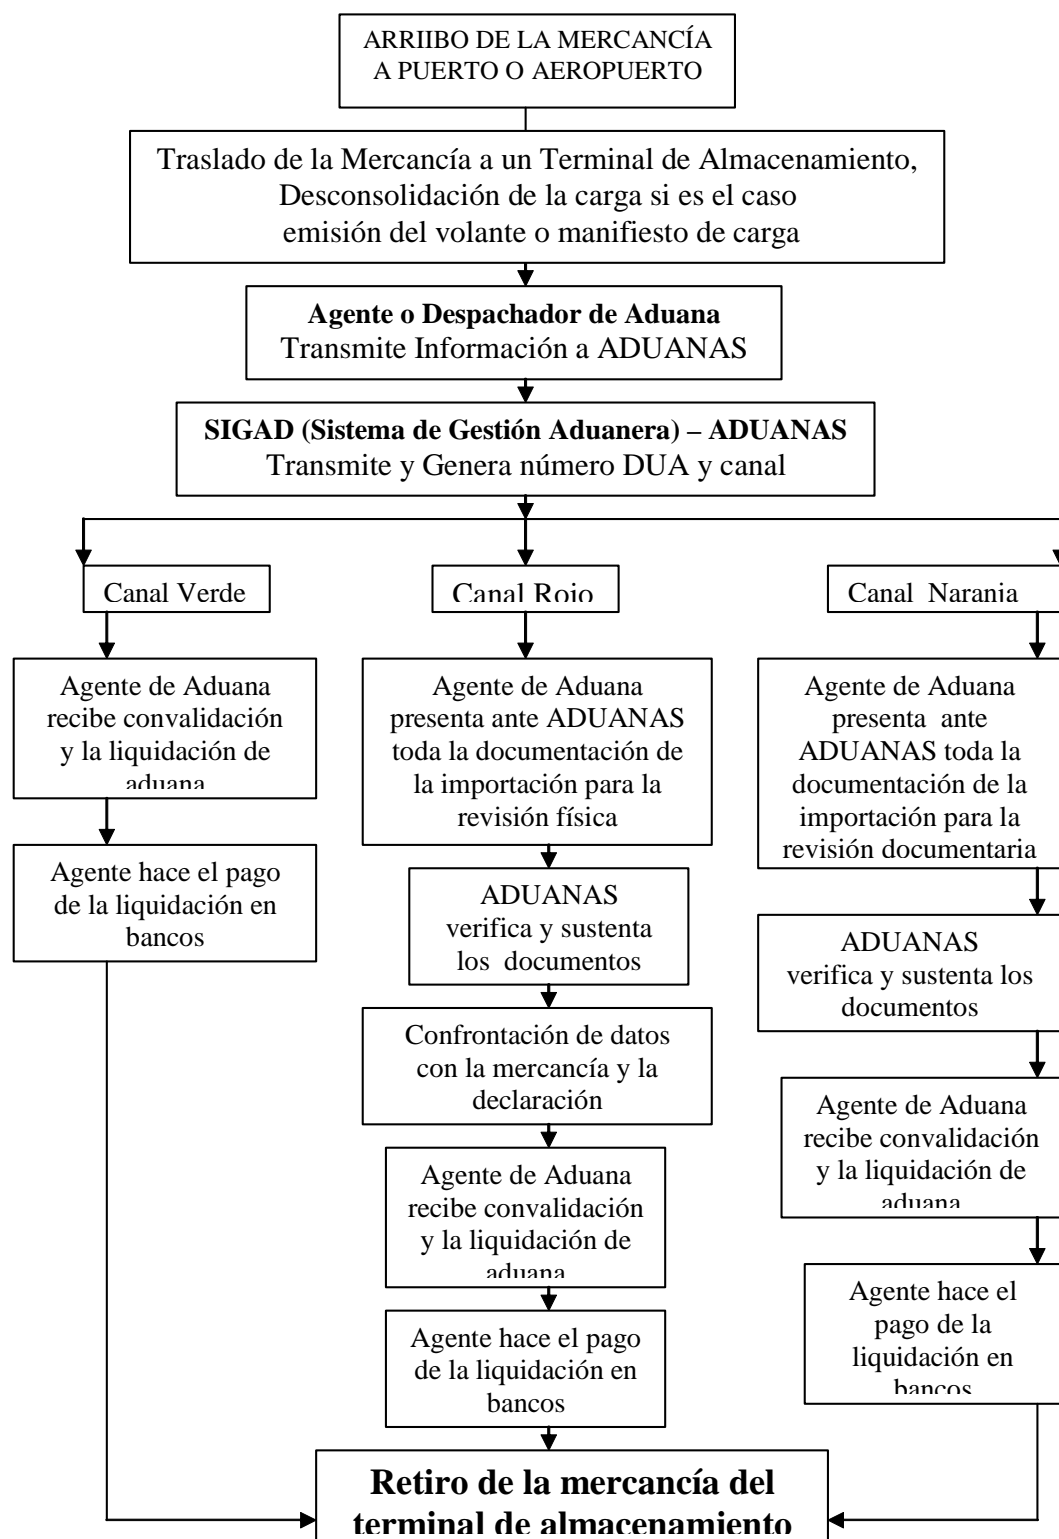 ARRIIBO DE LA MERCANCÍA
A PUERTO O AEROPUERTO
Traslado de la Mercancía a un Terminal de Almacenamiento,
Desconsolidación de la carga si es el caso
emisión del volante o manifiesto de carga
Agente o Despachador de Aduana
Transmite Información a ADUANAS
SIGAD (Sistema de Gestión Aduanera) – ADUANAS
Transmite y Genera número DUA y canal
Canal Verde
Agente de Aduana
recibe convalidación
y la liquidación de
aduana
Agente hace el pago
de la liquidación en
bancos
Canal Rojo
Agente de Aduana
presenta ante ADUANAS
toda la documentación de
la importación para la
revisión física
ADUANAS
verifica y sustenta
los documentos
Confrontación de datos
con la mercancía y la
declaración
Agente de Aduana
recibe convalidación
y la liquidación de
aduana
Agente hace el pago
de la liquidación en
bancos
Canal Naranja
Agente de Aduana
presenta ante
ADUANAS toda la
documentación de la
importación para la
revisión documentaria
ADUANAS
verifica y sustenta los
documentos
Agente de Aduana
recibe convalidación
y la liquidación de
aduana
Agente hace el
pago de la
liquidación en
bancos
Retiro de la mercancía del
terminal de almacenamiento